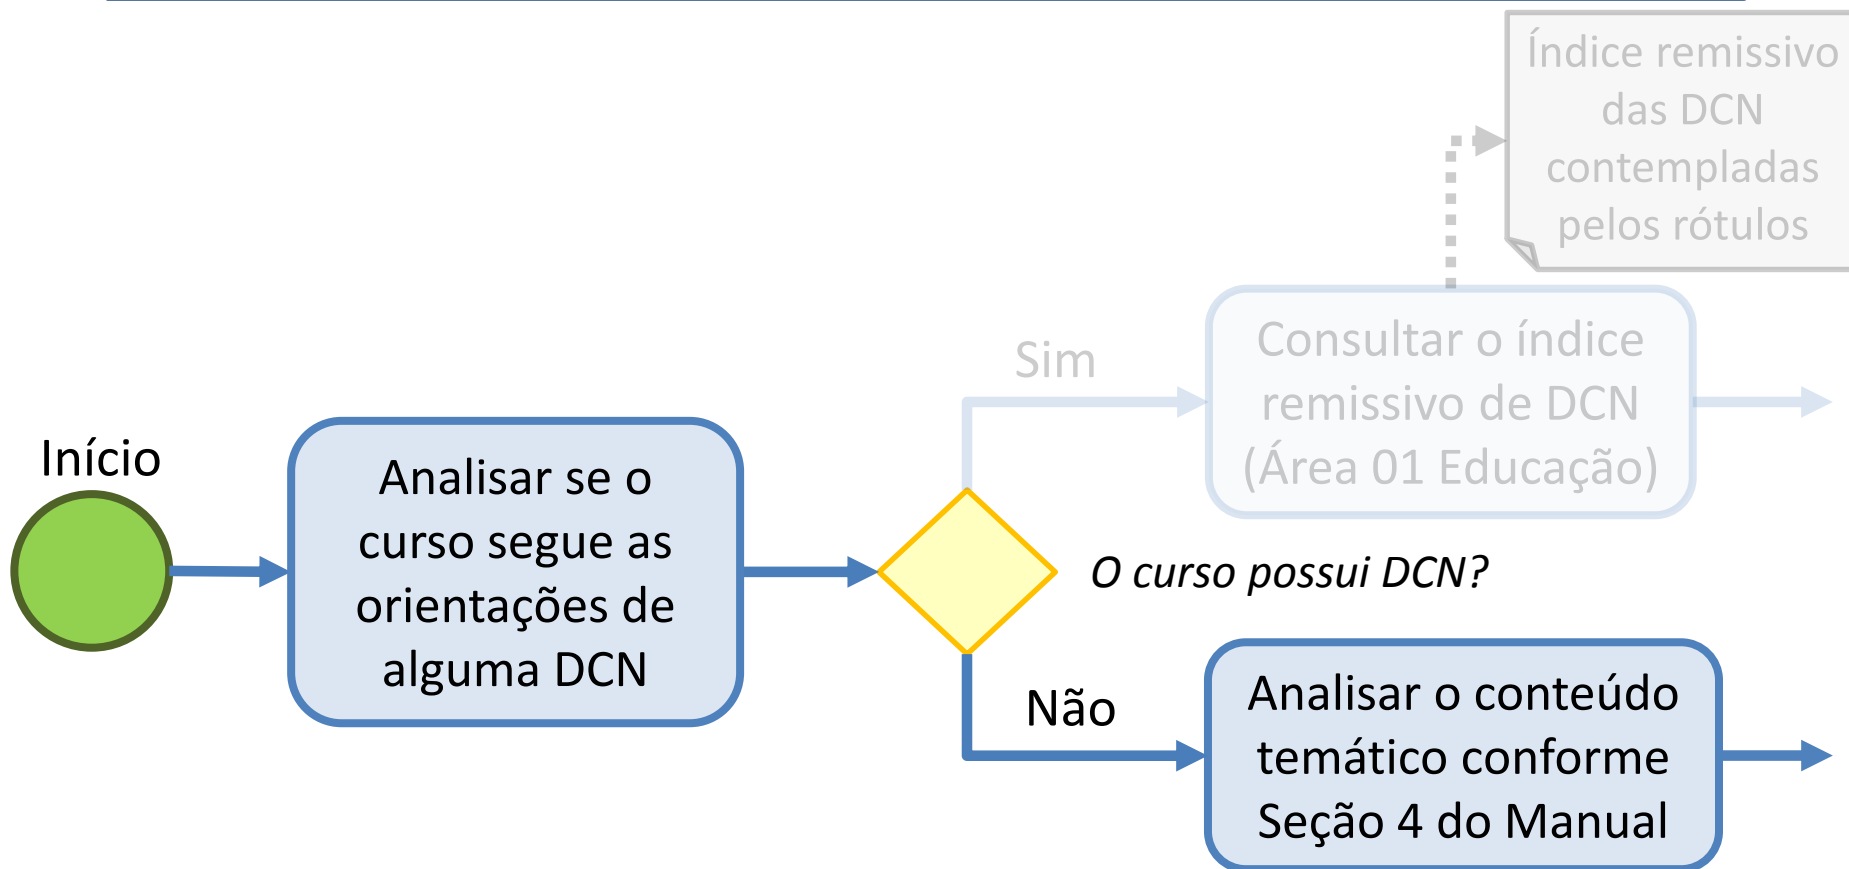 Índice remissivo
das DCN
contempladas
pelos rótulos
Sim
Consultar o índice
remissivo de DCN
(Área 01 Educação)
Início
Analisar se o
curso segue as
orientações de
alguma DCN
O curso possui DCN?
Não
Analisar o conteúdo
temático conforme
Seção 4 do Manual